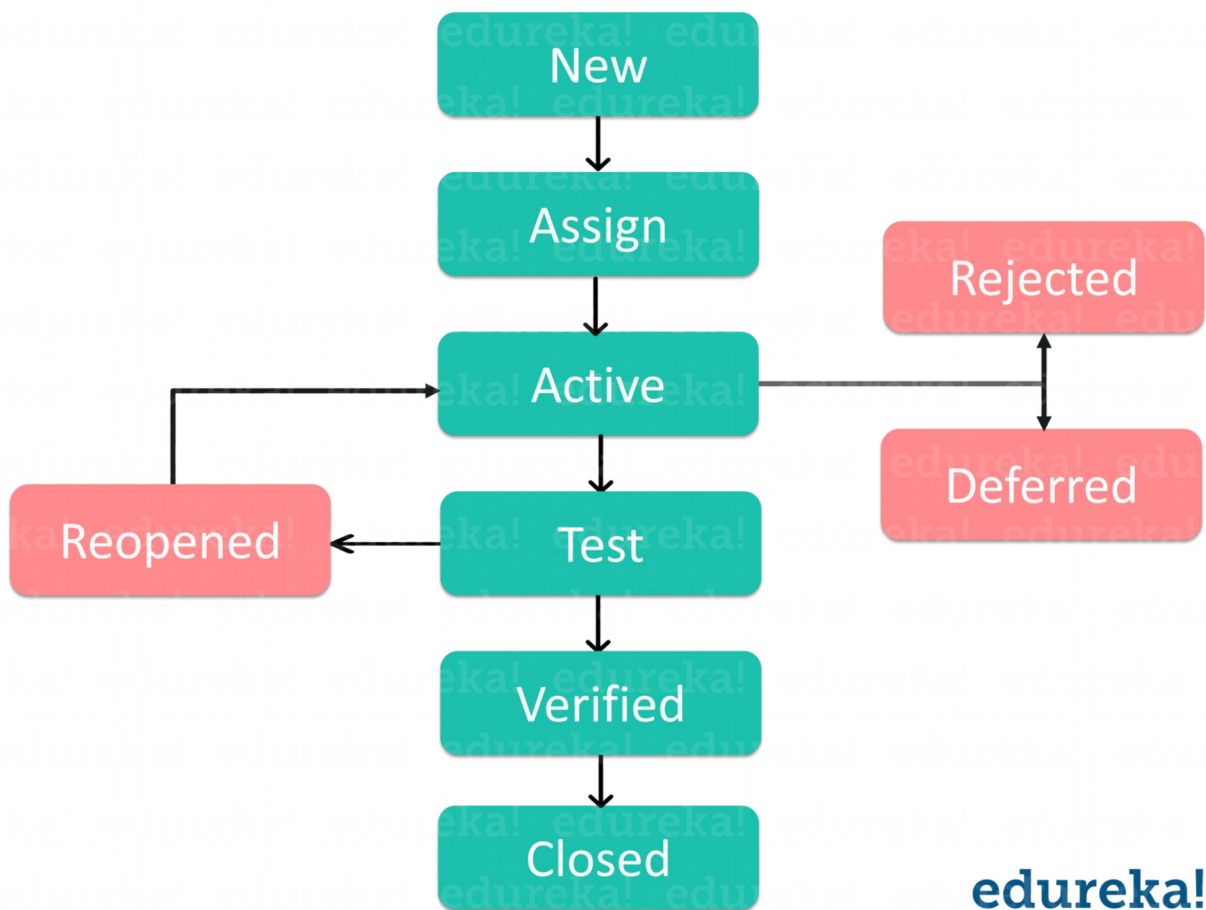 New
Assign
Rejected
Active
Deferred
Reopened
Test
Verified
Closed
edureka!